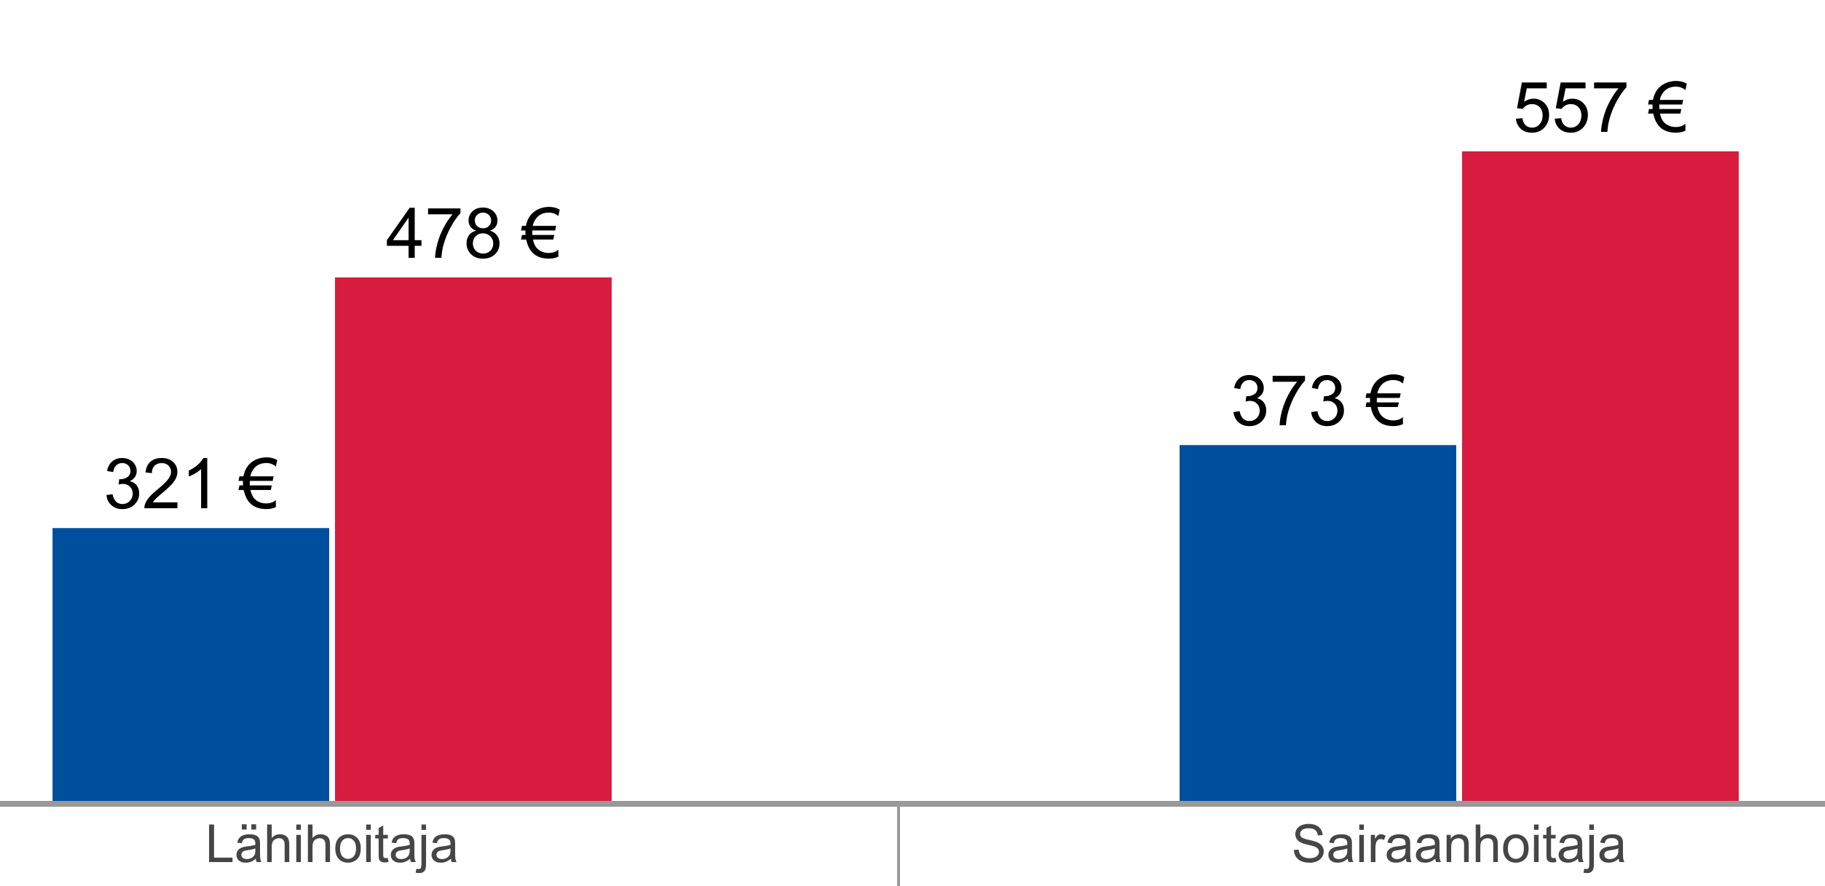 557 €
478 €
373 €
321 €
Lähihoitaja
Sairaanhoitaja